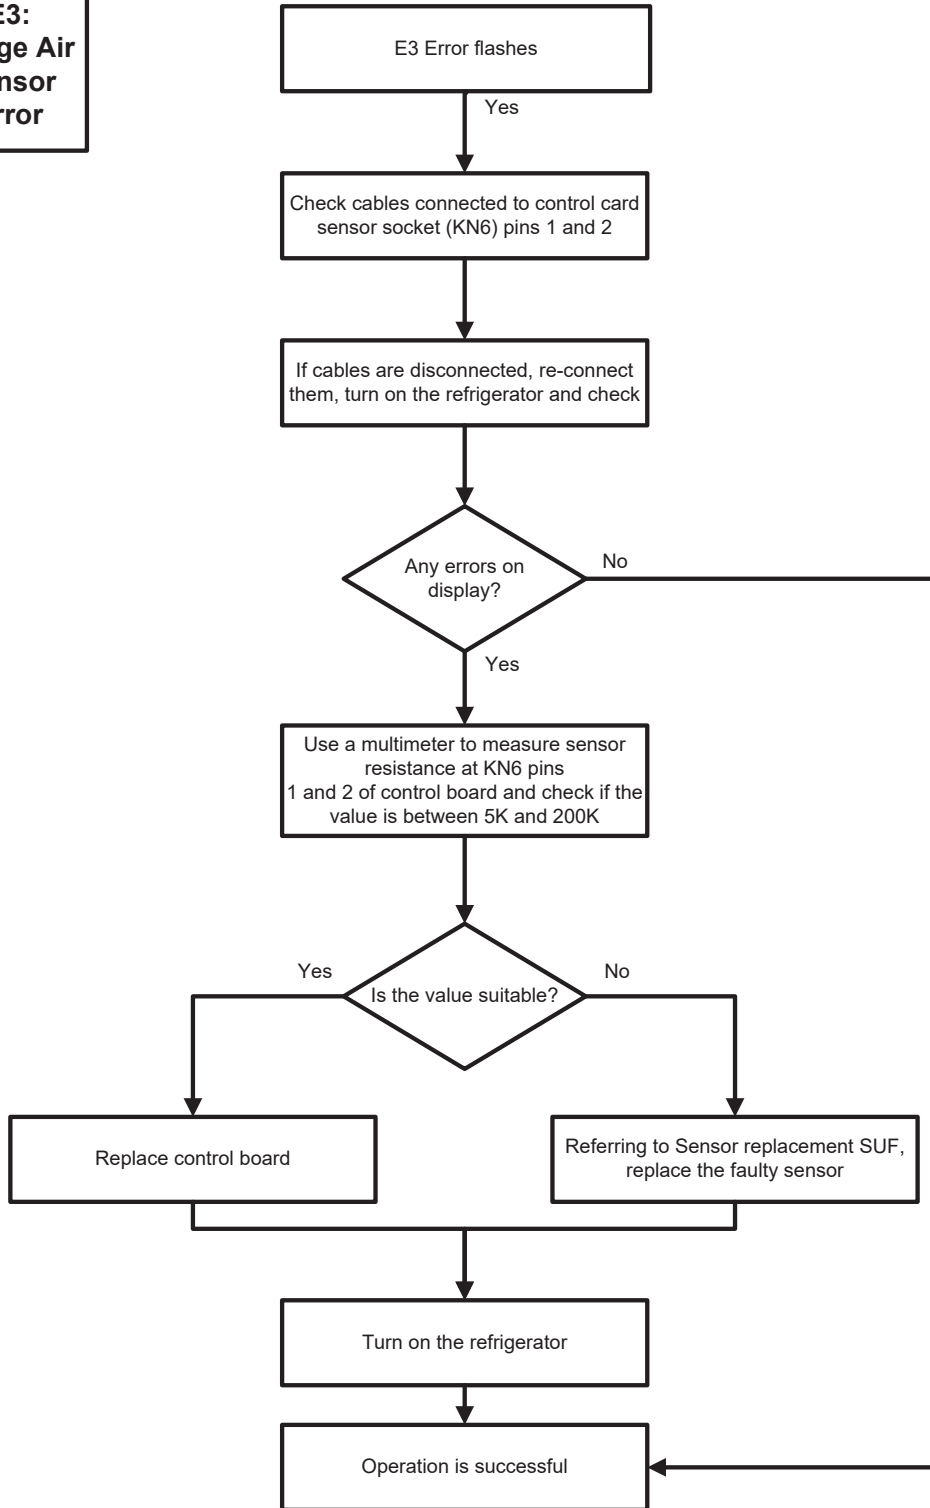 E3:
ge Air
nsor
rror
E3 Error flashes
Yes
Check cables connected to control card
sensor socket (KN6) pins 1 and 2
If cables are disconnected, re-connect
them, turn on the refrigerator and check
Any errors on
display?
No
Yes
Use a multimeter to measure sensor
resistance at KN6 pins
1 and 2 of control board and check if the
value is between 5K and 200K
Is the value suitable?
Yes
No
Replace control board
Referring to Sensor replacement SUF,
replace the faulty sensor
Turn on the refrigerator
Operation is successful